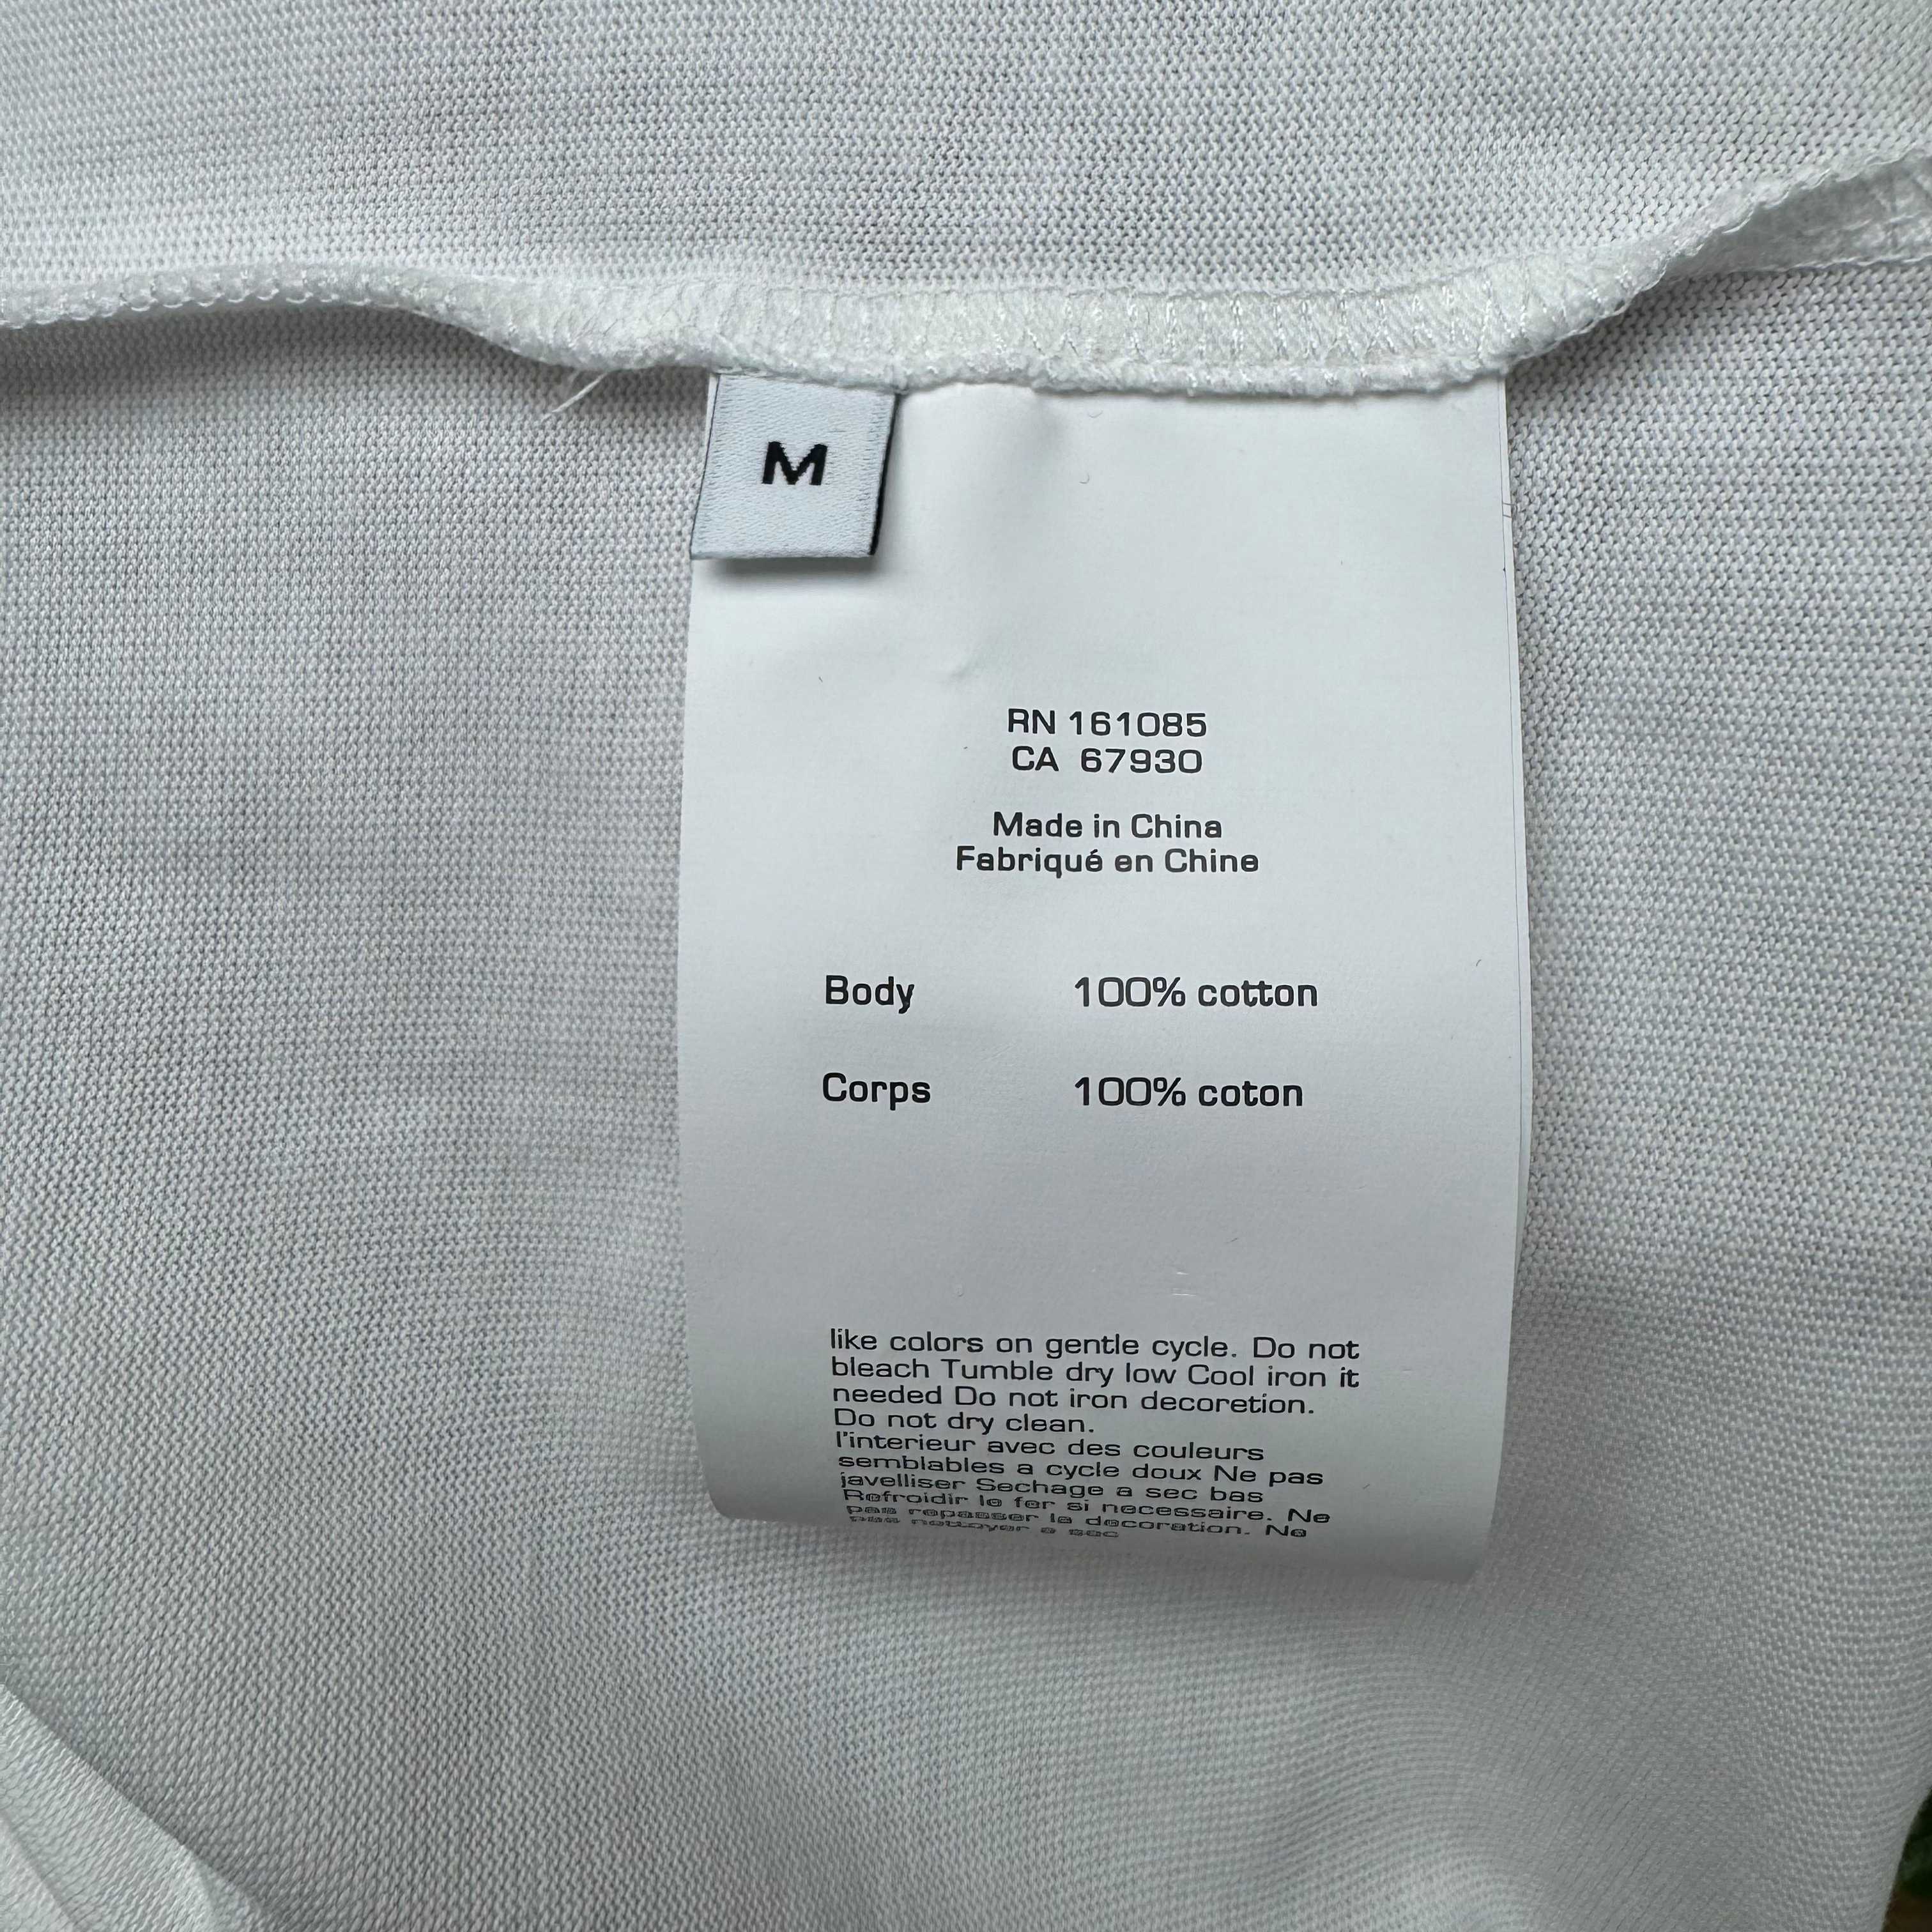 M
RN 161085
CA 67930
Made in China
Fabriqué en Chine
Body 100% cotton
Corps 100% coton
like colors on gentle cycle. Do not
bleach Tumble dry low Cool iron it
needed Do not iron decoretion.
Do not dry clean.
l'interieur avec des couleurs
semblables a cycle doux Ne pas
javelliser Sechage a sec bas
Refroidir le fer si necessaire. Ne
pas repasser la decoration. Ne
pas nettoyer a sec